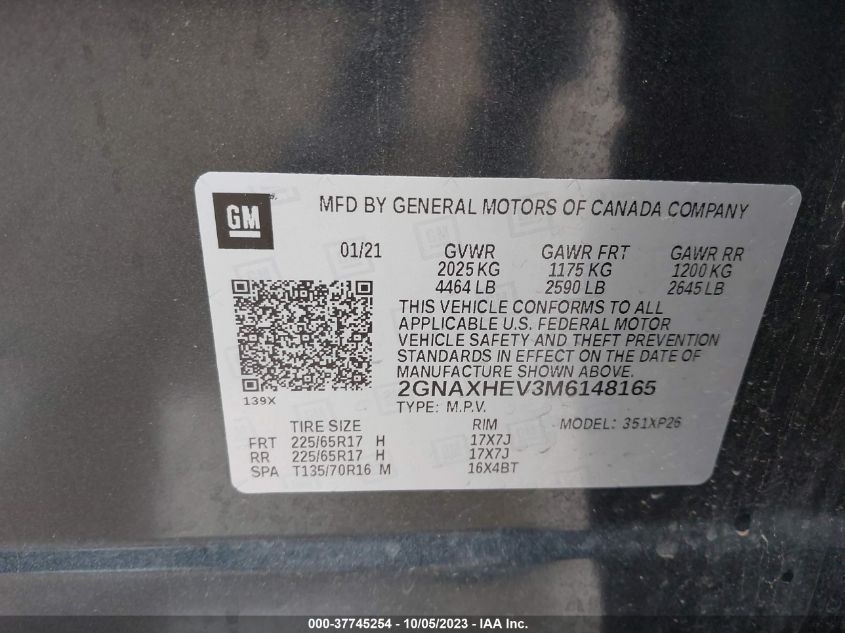 GM
MFD BY GENERAL MOTORS OF CANADA COMPANY
01/21 GVWR GAWR FRT GAWR RR
2025 KG 1175 KG 1200 KG
4464 LB 2590 LB 2645 LB
THIS VEHICLE CONFORMS TO ALL
APPLICABLE U.S. FEDERAL MOTOR
VEHICLE SAFETY AND THEFT PREVENTION
STANDARDS IN EFFECT ON THE DATE OF
MANUFACTURE SHOWN ABOVE.
139X
2GNAXHEV3M6148165
TYPE: M.P.V. MODEL: 351XP26
TIRE SIZE RIM
FRT 225/65R17 H 17X7J
RR 225/65R17 H 17X7J
SPA T135/70R16 M 16X4BT
000-37745254 - 10/05/2023 - IAA Inc.